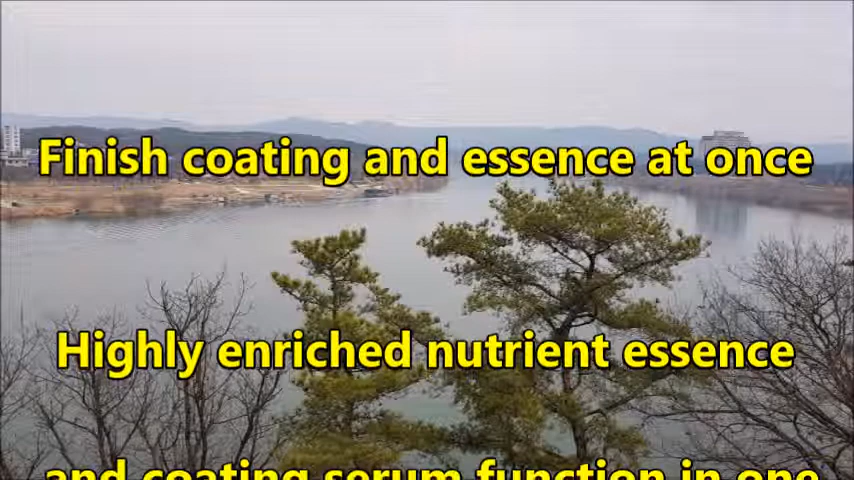 Finish coating and essence at once
Highly enriched nutrient essence
and coating serum function in one